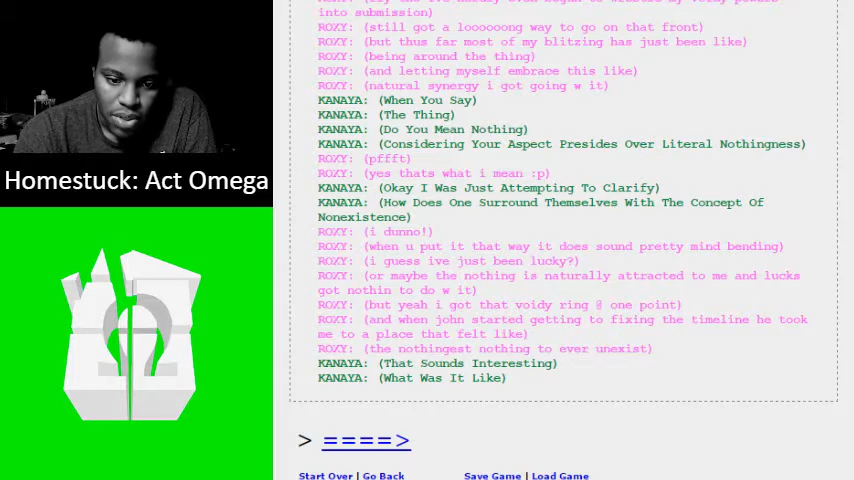 into submission)
ROXY: (still got a loooooong way to go on that front)
ROXY: (but thus far most of my blitzing has just been like)
ROXY: (being around the thing)
ROXY: (and letting myself embrace this like)
ROXY: (natural synergy i got going w it)
KANAYA: (When You Say)
KANAYA: (The Thing)
KANAYA: (Do You Mean Nothing)
KANAYA: (Considering Your Aspect Presides Over Literal Nothingness)
ROXY: (pffft)
ROXY: (yes thats what i mean :p)
KANAYA: (Okay I Was Just Attempting To Clarify)
KANAYA: (How Does One Surround Themselves With The Concept Of
Nonexistence)
ROXY: (i dunno!)
ROXY: (when u put it that way it does sound pretty mind bending)
ROXY: (i guess ive just been lucky?)
ROXY: (or maybe the nothing is naturally attracted to me and lucks
got nothin to do w it)
ROXY: (but yeah i got that voidy ring @ one point)
ROXY: (and when john started getting to fixing the timeline he took
me to a place that felt like)
ROXY: (the nothingest nothing to ever unexist)
KANAYA: (That Sounds Interesting)
KANAYA: (What Was It Like)
> ====>
Start Over | Go Back Save Game | Load Game
Homestuck: Act Omega